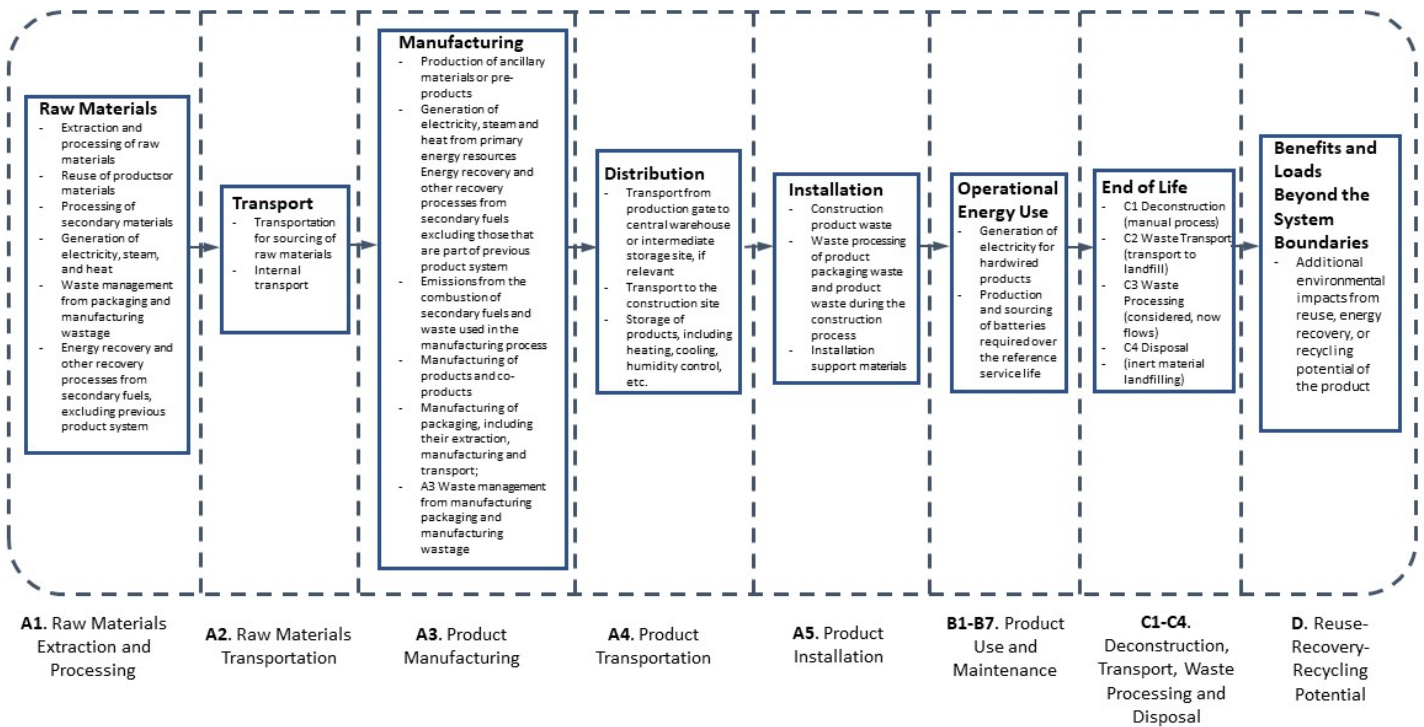 Raw Materials
- Extraction and
processing of raw
materials
- Reuse of productsor
materials
- Processing of
secondary materials
- Generation of
electricity, steam,
and heat
- Waste management
from packaging and
manufacturing
wastage
- Energy recovery and
other recovery
processes from
secondary fuels,
excluding previous
product system
Transport
- Transportation
for sourcing of
raw materials
- Internal
transport
Manufacturing
- Production of ancillary
materials or pre-
products
- Generation of
electricity, steam and
heat from primary
energy resources
Energy recovery and
other recovery
processes from
secondary fuels
excluding those that
are part of previous
product system
- Emissions from the
combustion of
secondary fuels and
waste used in the
manufacturing process
- Manufacturing of
products and co-
products
- Manufacturing of
packaging, including
their extraction,
manufacturing and
transport;
- A3 Waste management
from manufacturing
packaging and
manufacturing
wastage
Distribution
- Transport from
production gate to
central warehouse
or intermediate
storage site, if
relevant
- Transport to the
construction site
- Storage of
products, including
heating, cooling,
humidity control,
etc.
Installation
- Construction
product waste
- Waste processing
of product
packaging waste
and product
waste during the
construction
process
- Installation
support materials
Operational
Energy Use
- Generation of
electricity for
hardwired
products
- Production
and sourcing
of batteries
required over
the reference
service life
End of Life
- C1 Deconstruction
(manual process)
- C2 Waste Transport
(transport to
landfill)
- C3 Waste
Processing
(considered, now
flows)
- C4 Disposal
- (inert material
landfilling)
Benefits and
Loads
Beyond the
System
Boundaries
- Additional
environmental
impacts from
reuse, energy
recovery, or
recycling
potential of
the product
A1. Raw Materials
Extraction and
Processing
A2. Raw Materials
Transportation
A3. Product
Manufacturing
A4. Product
Transportation
A5. Product
Installation
B1-B7. Product
Use and
Maintenance
C1-C4.
Deconstruction,
Transport, Waste
Processing and
Disposal
D. Reuse-
Recovery-
Recycling
Potential